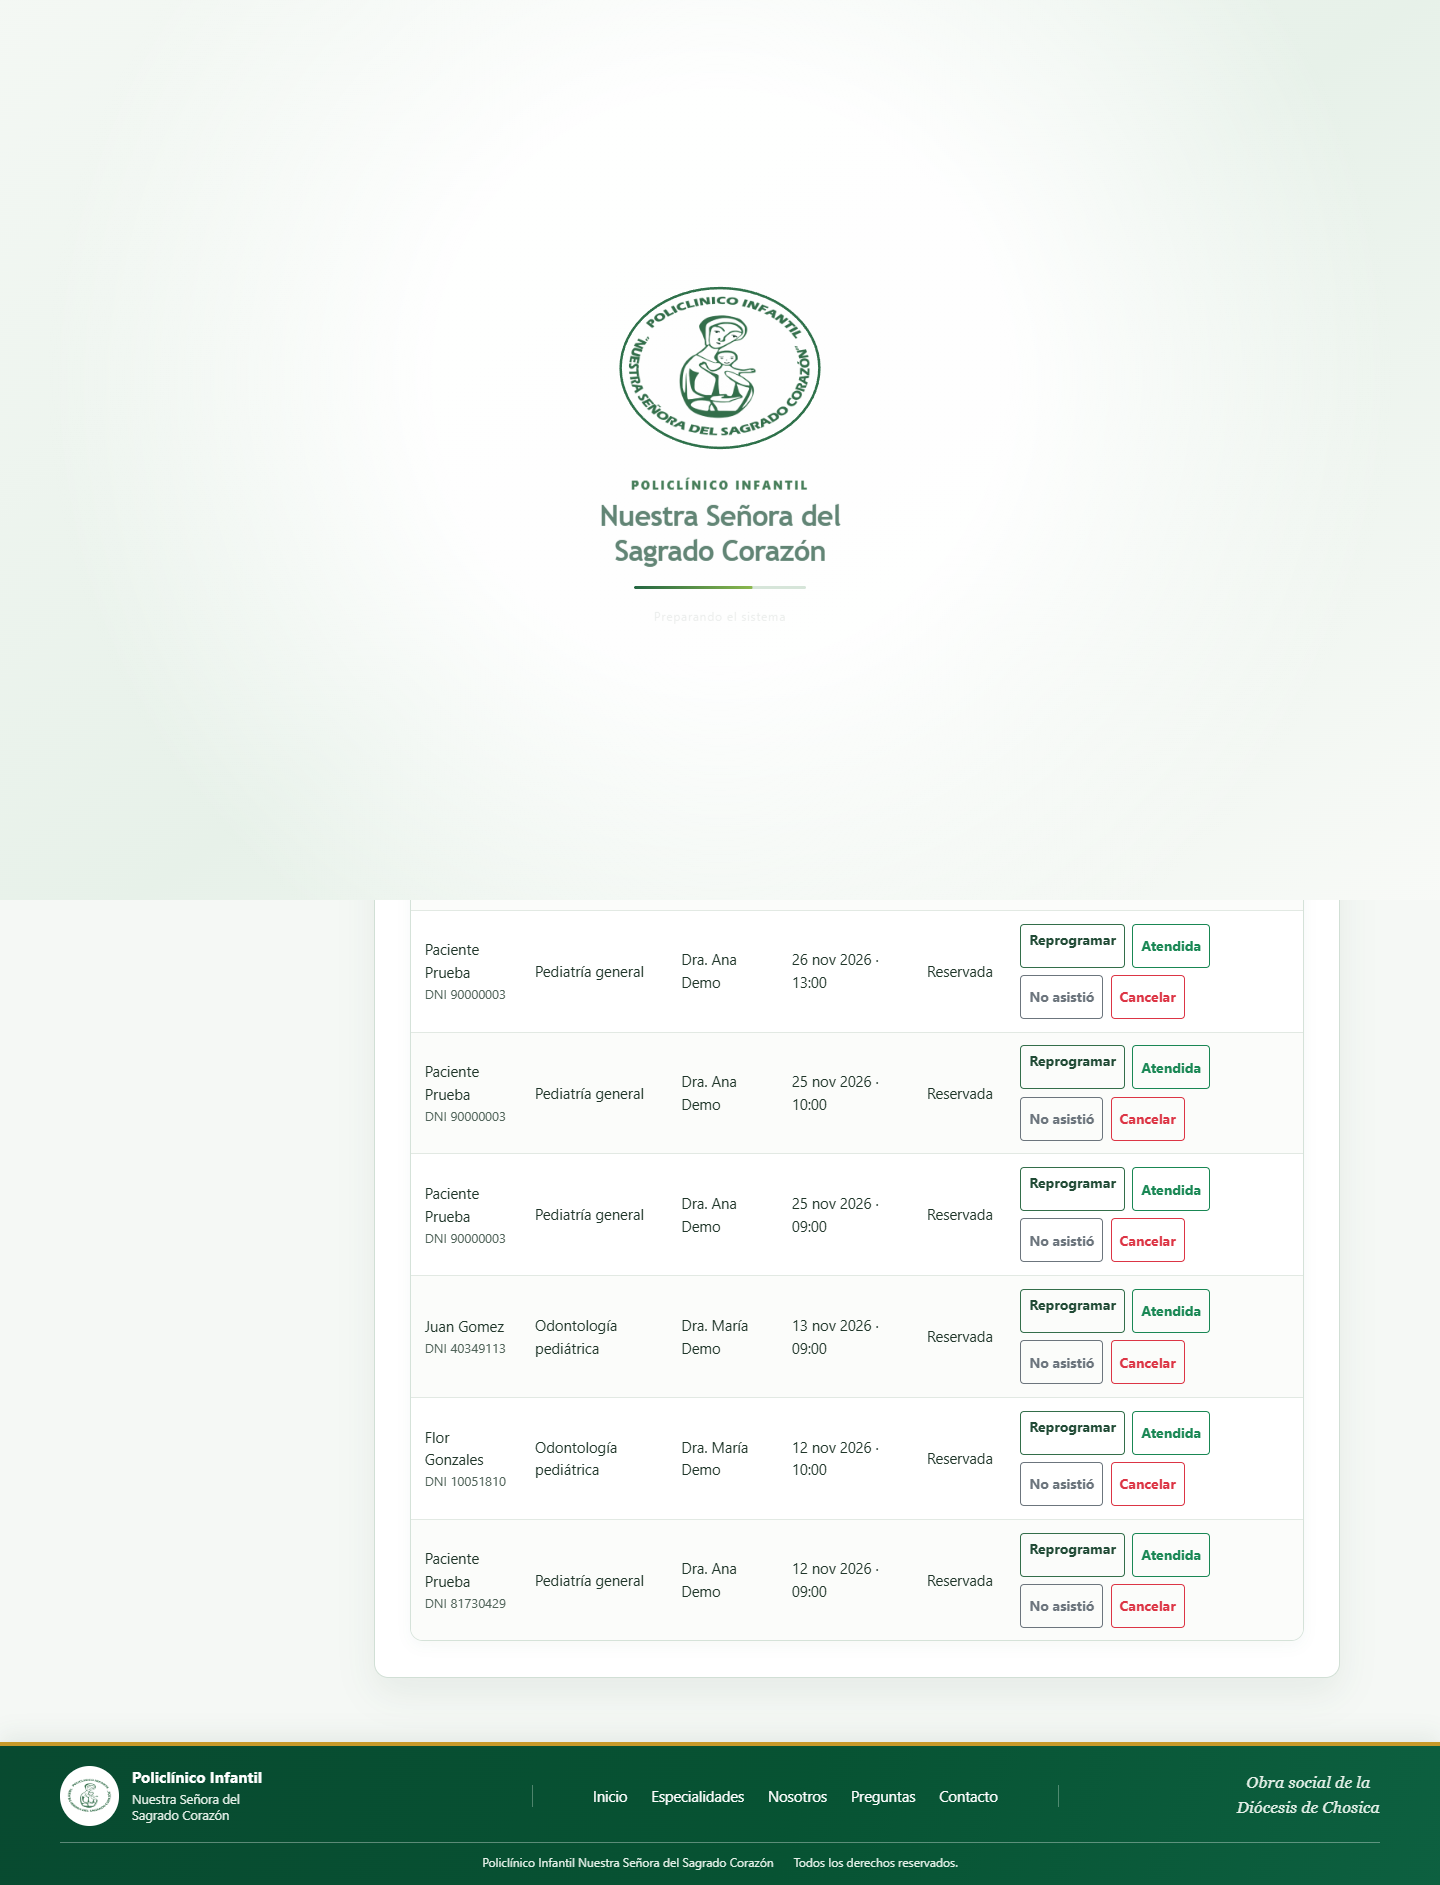 POLICLINICO INFANTIL
"NUESTRA SEÑORA DEL SAGRADO CORAZÓN"
POLICLÍNICO INFANTIL
Nuestra Señora del
Sagrado Corazón
Preparando el sistema
Paciente
Prueba
DNI 90000003
Pediatría general
Dra. Ana
Demo
26 nov 2026 ·
13:00
Reservada
Reprogramar
Atendida
No asistió
Cancelar
Paciente
Prueba
DNI 90000003
Pediatría general
Dra. Ana
Demo
25 nov 2026 ·
10:00
Reservada
Reprogramar
Atendida
No asistió
Cancelar
Paciente
Prueba
DNI 90000003
Pediatría general
Dra. Ana
Demo
25 nov 2026 ·
09:00
Reservada
Reprogramar
Atendida
No asistió
Cancelar
Juan Gomez
DNI 40349113
Odontología
pediátrica
Dra. María
Demo
13 nov 2026 ·
09:00
Reservada
Reprogramar
Atendida
No asistió
Cancelar
Flor
Gonzales
DNI 10051810
Odontología
pediátrica
Dra. María
Demo
12 nov 2026 ·
10:00
Reservada
Reprogramar
Atendida
No asistió
Cancelar
Paciente
Prueba
DNI 81730429
Pediatría general
Dra. Ana
Demo
12 nov 2026 ·
09:00
Reservada
Reprogramar
Atendida
No asistió
Cancelar
Policlínico Infantil
Nuestra Señora del
Sagrado Corazón
Inicio
Especialidades
Nosotros
Preguntas
Contacto
Obra social de la
Diócesis de Chosica
Policlínico Infantil Nuestra Señora del Sagrado Corazón
Todos los derechos reservados.